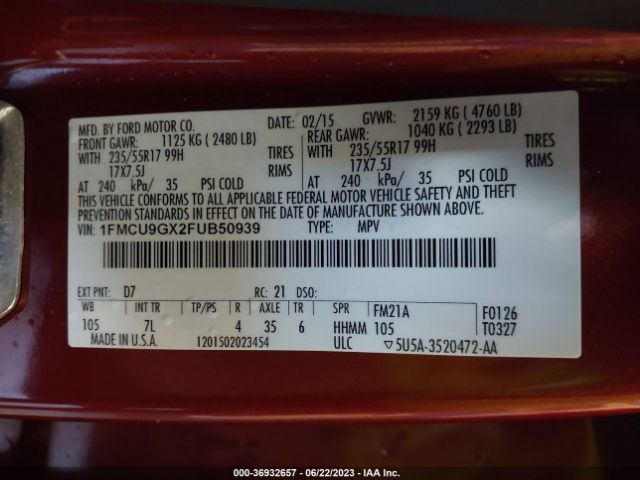 MFD. BY FORD MOTOR CO. DATE: 02/15 GVWR: 2159 KG ( 4760 LB)
FRONT GAWR: 1125 KG ( 2480 LB) REAR GAWR: 1040 KG ( 2293 LB)
WITH 235/55R17 99H TIRES WITH 235/55R17 99H TIRES
17X7.5J RIMS 17X7.5J RIMS
AT 240 kPa/ 35 PSI COLD AT 240 kPa/ 35 PSI COLD
THIS VEHICLE CONFORMS TO ALL APPLICABLE FEDERAL MOTOR VEHICLE SAFETY AND THEFT
PREVENTION STANDARDS IN EFFECT ON THE DATE OF MANUFACTURE SHOWN ABOVE.
VIN: 1FMCU9GX2FUB50939 TYPE: MPV
EXT PNT: D7 RC: 21 DSO:
WB INT TR TP/PS R AXLE TR SPR FM21A F0126
105 7L 4 35 6 HHMM 105 T0327
MADE IN U.S.A. 1201502023454 ULC ▽5U5A-3520472-AA
000-36932657 - 06/22/2023 - IAA Inc.